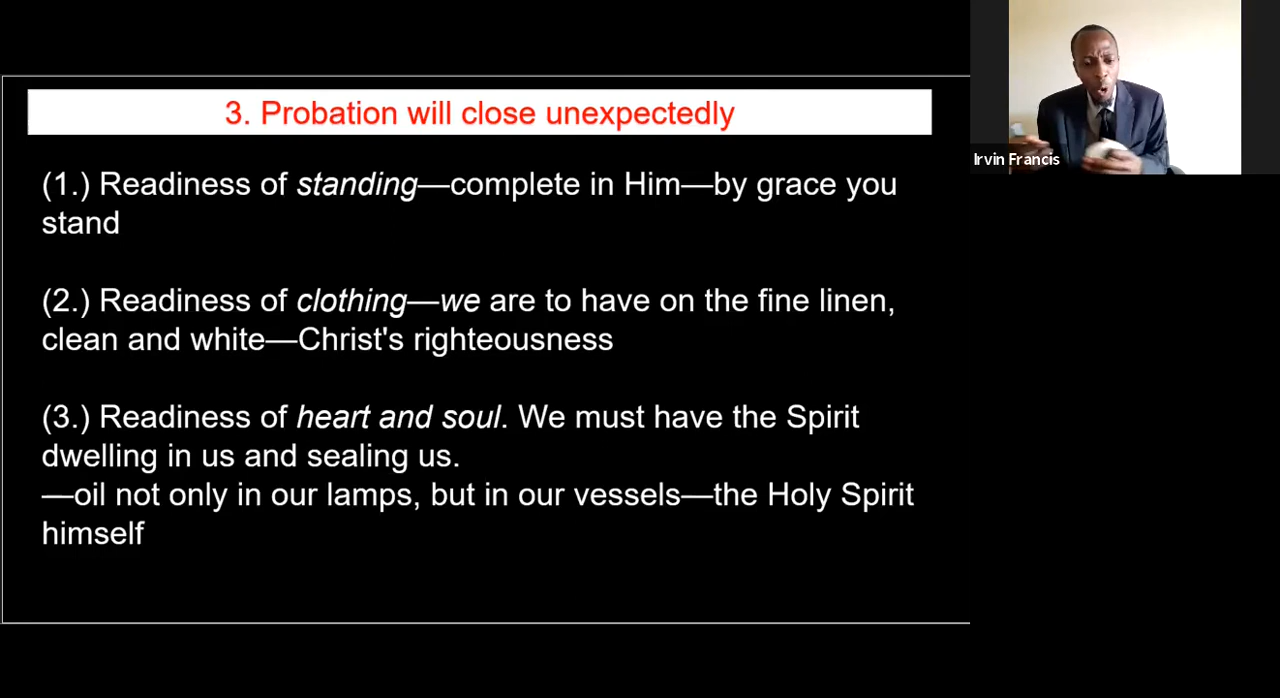 3. Probation will close unexpectedly
(1.) Readiness of standing—complete in Him—by grace you
stand
(2.) Readiness of clothing—we are to have on the fine linen,
clean and white—Christ's righteousness
(3.) Readiness of heart and soul. We must have the Spirit
dwelling in us and sealing us.
—oil not only in our lamps, but in our vessels—the Holy Spirit
himself
Irvin Francis